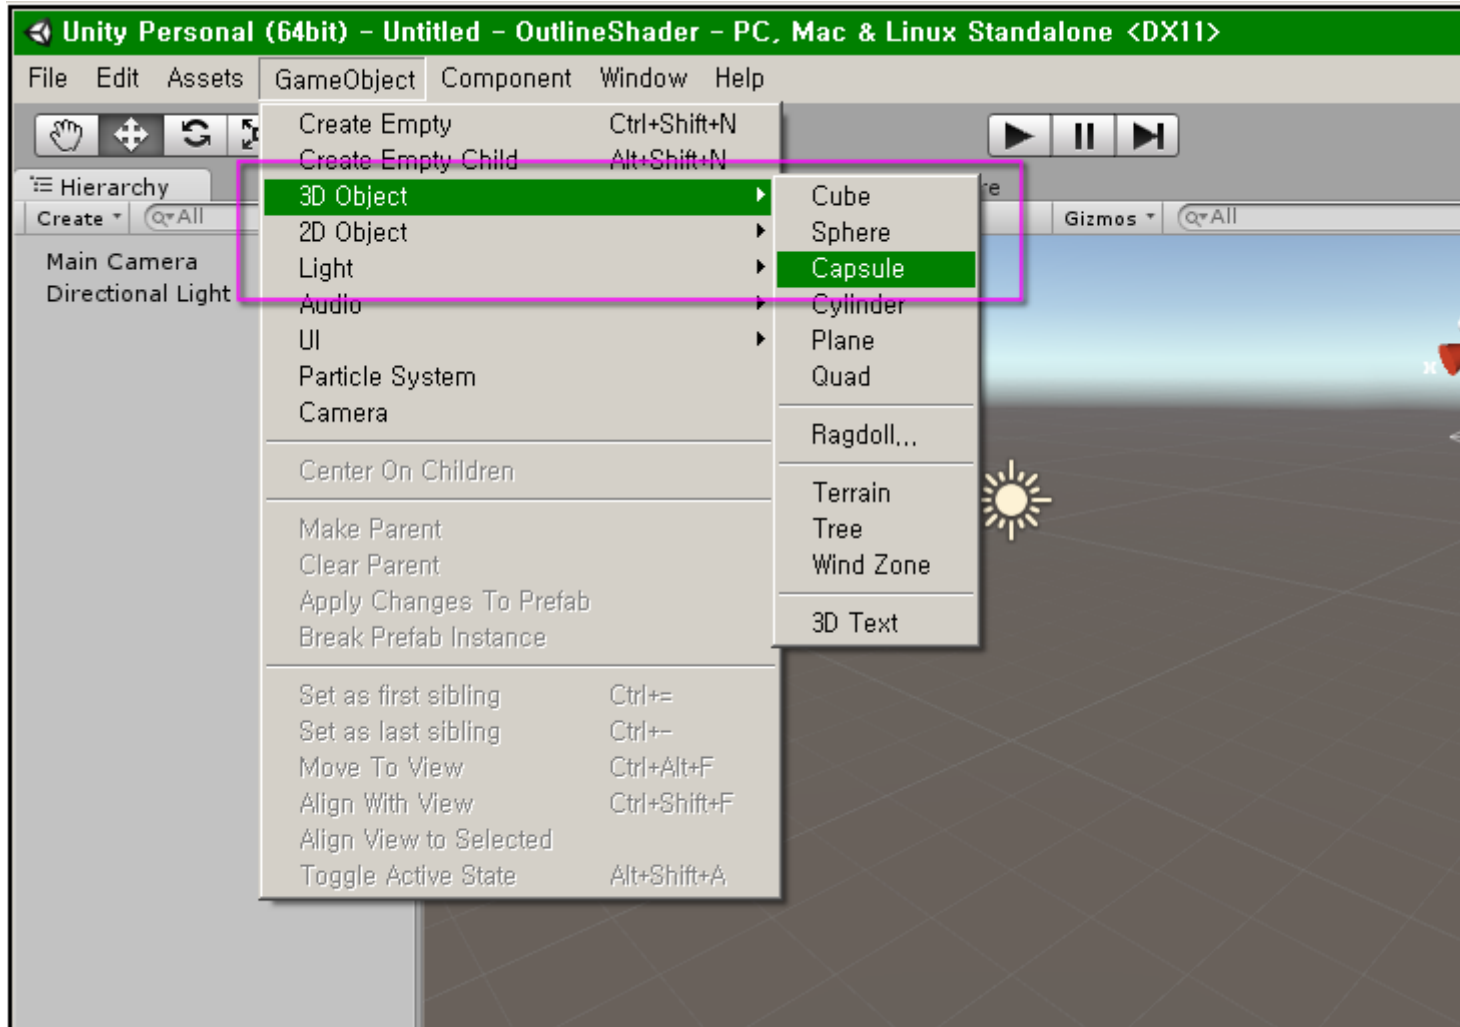 Unity Personal (64bit) - Untitled - OutlineShader - PC, Mac & Linux Standalone <DX11>
File Edit Assets GameObject Component Window Help
Create Empty Ctrl+Shift+N
Create Empty Child Alt+Shift+N
Hierarchy
Create All
Main Camera
Directional Light
3D Object
2D Object
Light
Audio
UI
Particle System
Camera
Center On Children
Make Parent
Clear Parent
Apply Changes To Prefab
Break Prefab Instance
Set as first sibling Ctrl+=
Set as last sibling Ctrl+-
Move To View Ctrl+Alt+F
Align With View Ctrl+Shift+F
Align View to Selected
Toggle Active State Alt+Shift+A
Cube
Sphere
Capsule
Cylinder
Plane
Quad
Ragdoll...
Terrain
Tree
Wind Zone
3D Text
re
Gizmos All
x